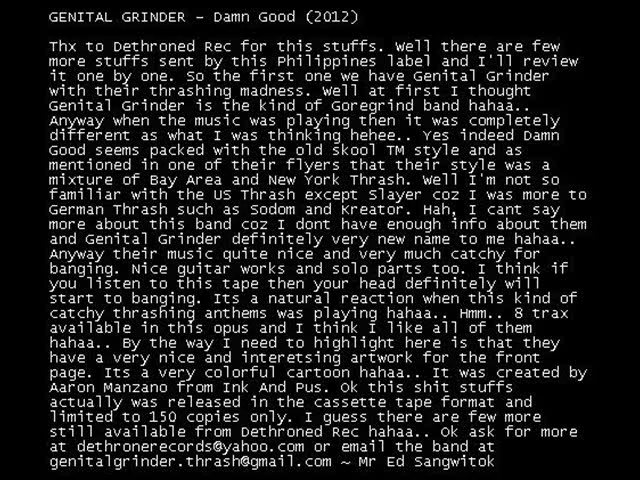 GENITAL GRINDER - Damn Good (2012)
Thx to Dethroned Rec for this stuffs. Well there are few
more stuffs sent by this Philippines label and I'll review
it one by one. So the first one we have Genital Grinder
with their thrashing madness. Well at first I thought
Genital Grinder is the kind of Goregrind band hahaa..
Anyway when the music was playing then it was completely
different as what I was thinking hehee.. Yes indeed Damn
Good seems packed with the old skool TM style and as
mentioned in one of their flyers that their style was a
mixture of Bay Area and New York Thrash. Well I'm not so
familiar with the US Thrash except Slayer coz I was more to
German Thrash such as Sodom and Kreator. Hah, I cant say
more about this band coz I dont have enough info about them
and Genital Grinder definitely very new name to me hahaa..
Anyway their music quite nice and very much catchy for
banging. Nice guitar works and solo parts too. I think if
you listen to this tape then your head definitely will
start to banging. Its a natural reaction when this kind of
catchy thrashing anthems was playing hahaa.. Hmm.. 8 trax
available in this opus and I think I like all of them
hahaa.. By the way I need to highlight here is that they
have a very nice and interetsing artwork for the front
page. Its a very colorful cartoon hahaa.. It was created by
Aaron Manzano from Ink And Pus. Ok this shit stuffs
actually was released in the cassette tape format and
limited to 150 copies only. I guess there are few more
still available from Dethroned Rec hahaa.. Ok ask for more
at dethronerecords@yahoo.com or email the band at
genitalgrinder.thrash@gmail.com ~ Mr Ed Sangwitok